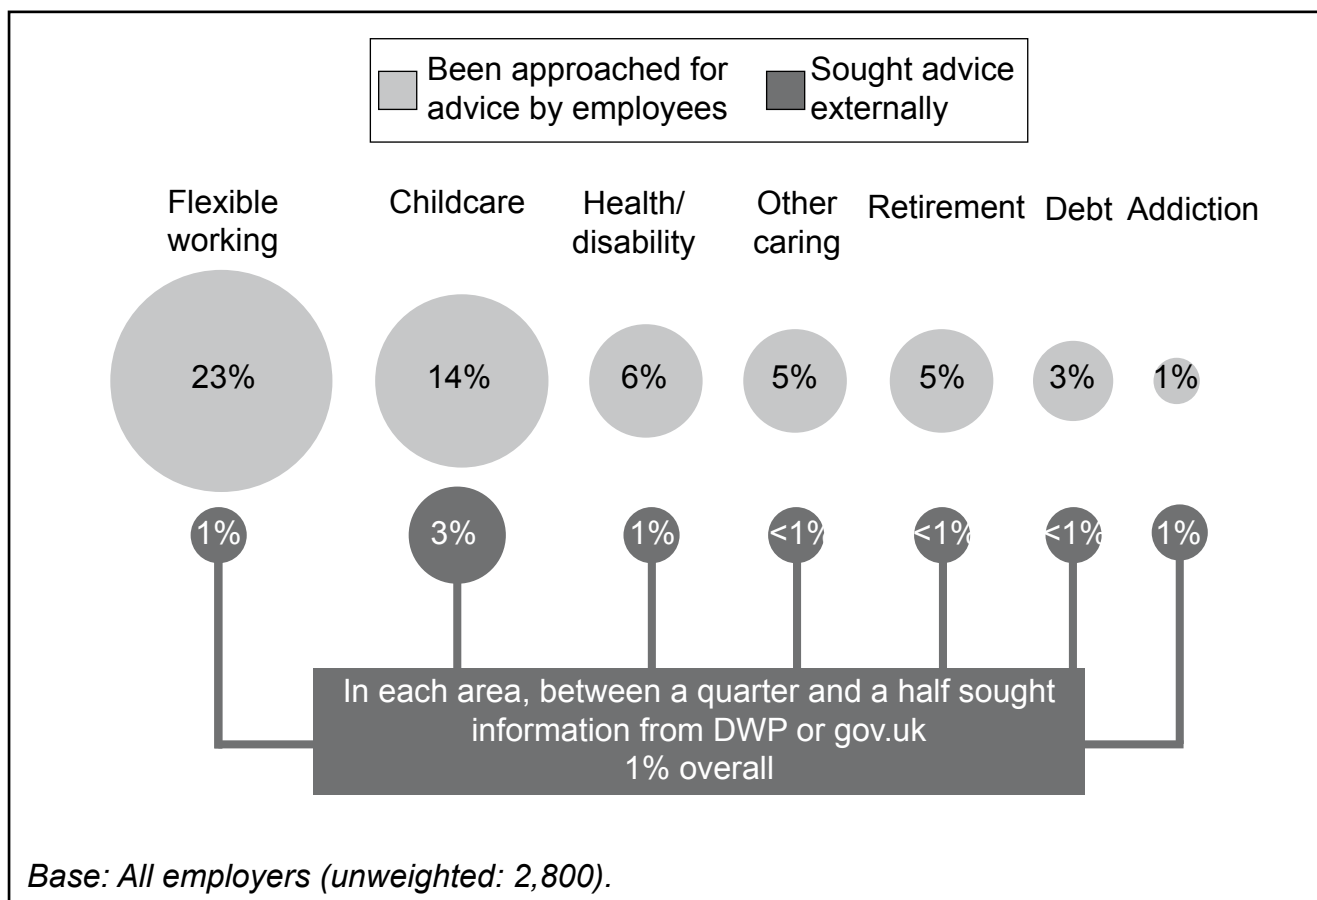 Been approached for
advice by employees
Sought advice
externally
Flexible
working
Childcare
Health/
disability
Other
caring
Retirement
Debt
Addiction
23%
14%
6%
5%
5%
3%
1%
1%
3%
1%
<1%
<1%
<1%
1%
In each area, between a quarter and a half sought
information from DWP or gov.uk
1% overall
Base: All employers (unweighted: 2,800).